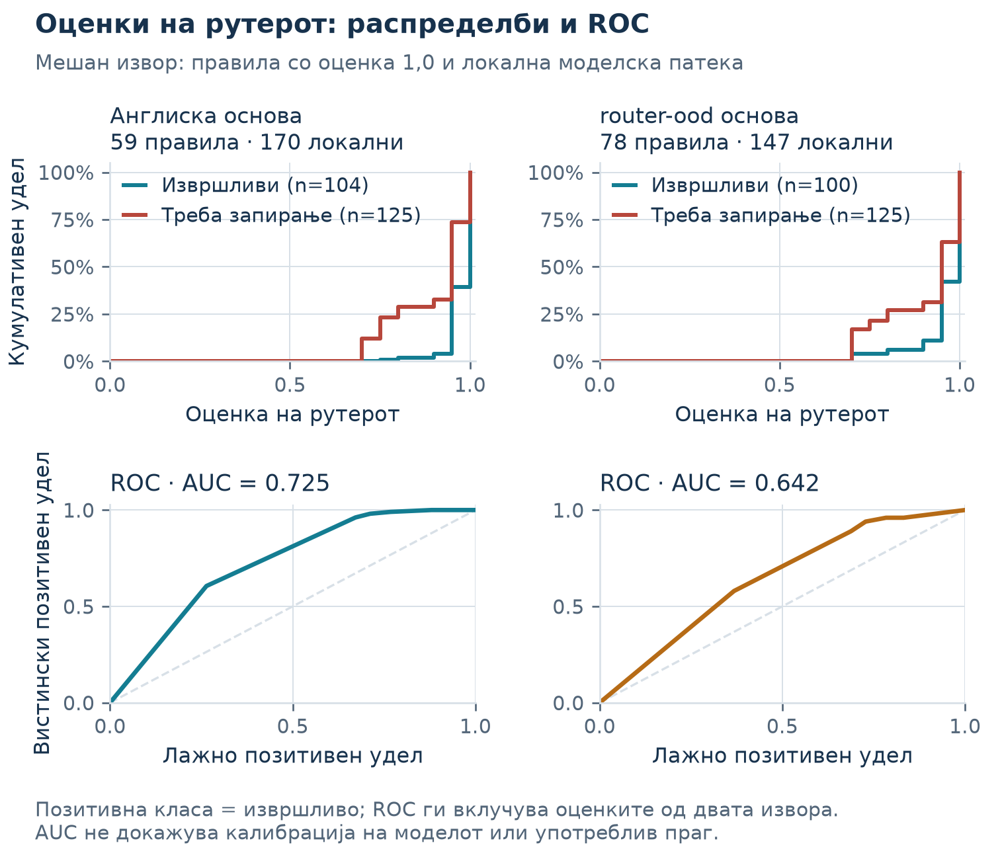 Оценки на рутерот: распределби и ROC
Мешан извор: правила со оценка 1,0 и локална моделска патека
Англиска основа
59 правила · 170 локални
Кумулативен удел
100%
75%
50%
25%
0%
Извршливи (n=104)
Треба запирање (n=125)
0.0
0.5
1.0
Оценка на рутерот
router-ood основа
78 правила · 147 локални
100%
75%
50%
25%
0%
Извршливи (n=100)
Треба запирање (n=125)
0.0
0.5
1.0
Оценка на рутерот
ROC · AUC = 0.725
Вистински позитивен удел
1.0
0.5
0.0
0.0
0.5
1.0
Лажно позитивен удел
ROC · AUC = 0.642
1.0
0.5
0.0
0.0
0.5
1.0
Лажно позитивен удел
Позитивна класа = извршливо; ROC ги вклучува оценките од двата извора.
AUC не докажува калибрација на моделот или употреблив праг.